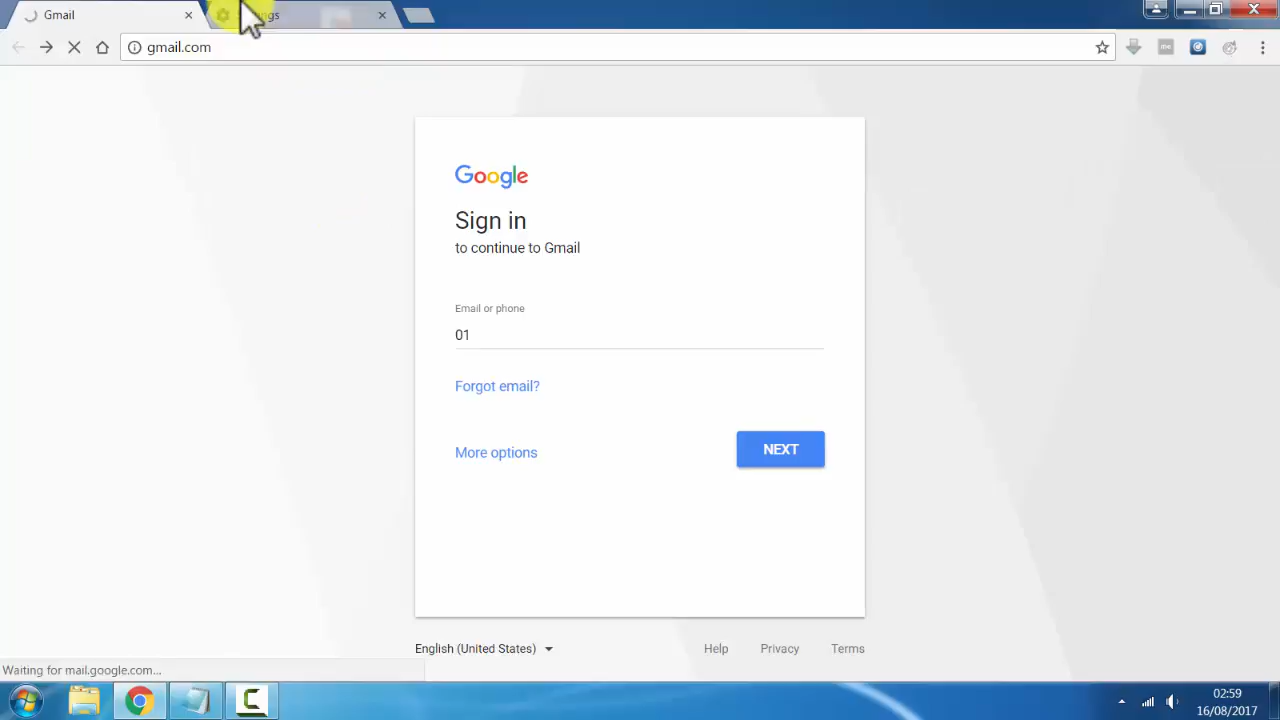 Gmail
gmail.com
Google
Sign in
to continue to Gmail
Email or phone
01
Forgot email?
More options
NEXT
English (United States)
Help
Privacy
Terms
Waiting for mail.google.com...
02:59
16/08/2017